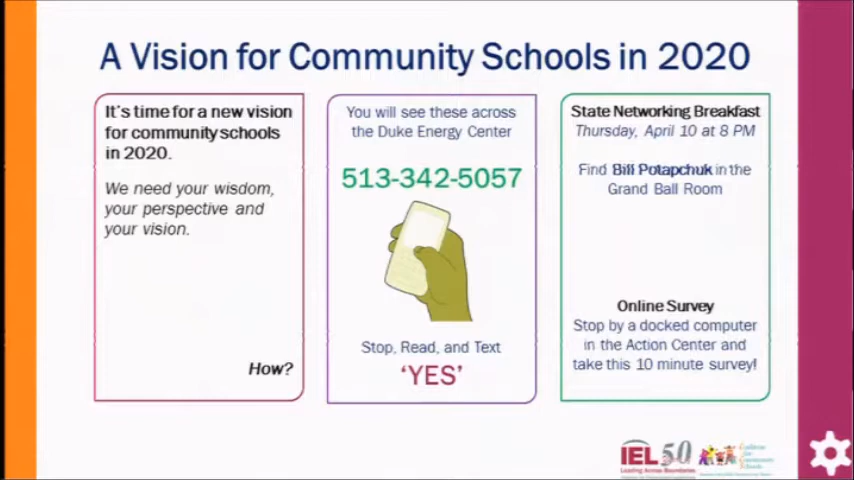 A Vision for Community Schools in 2020
It's time for a new vision
for community schools
in 2020.
We need your wisdom,
your perspective and
your vision.
How?
You will see these across
the Duke Energy Center
513-342-5057
Stop, Read, and Text
'YES'
State Networking Breakfast
Thursday, April 10 at 8 PM
Find Bill Potapchuk in the
Grand Ball Room
Online Survey
Stop by a docked computer
in the Action Center and
take this 10 minute survey!
IEL 50
Leading Across Boundaries
Coalition
for
Community
Schools